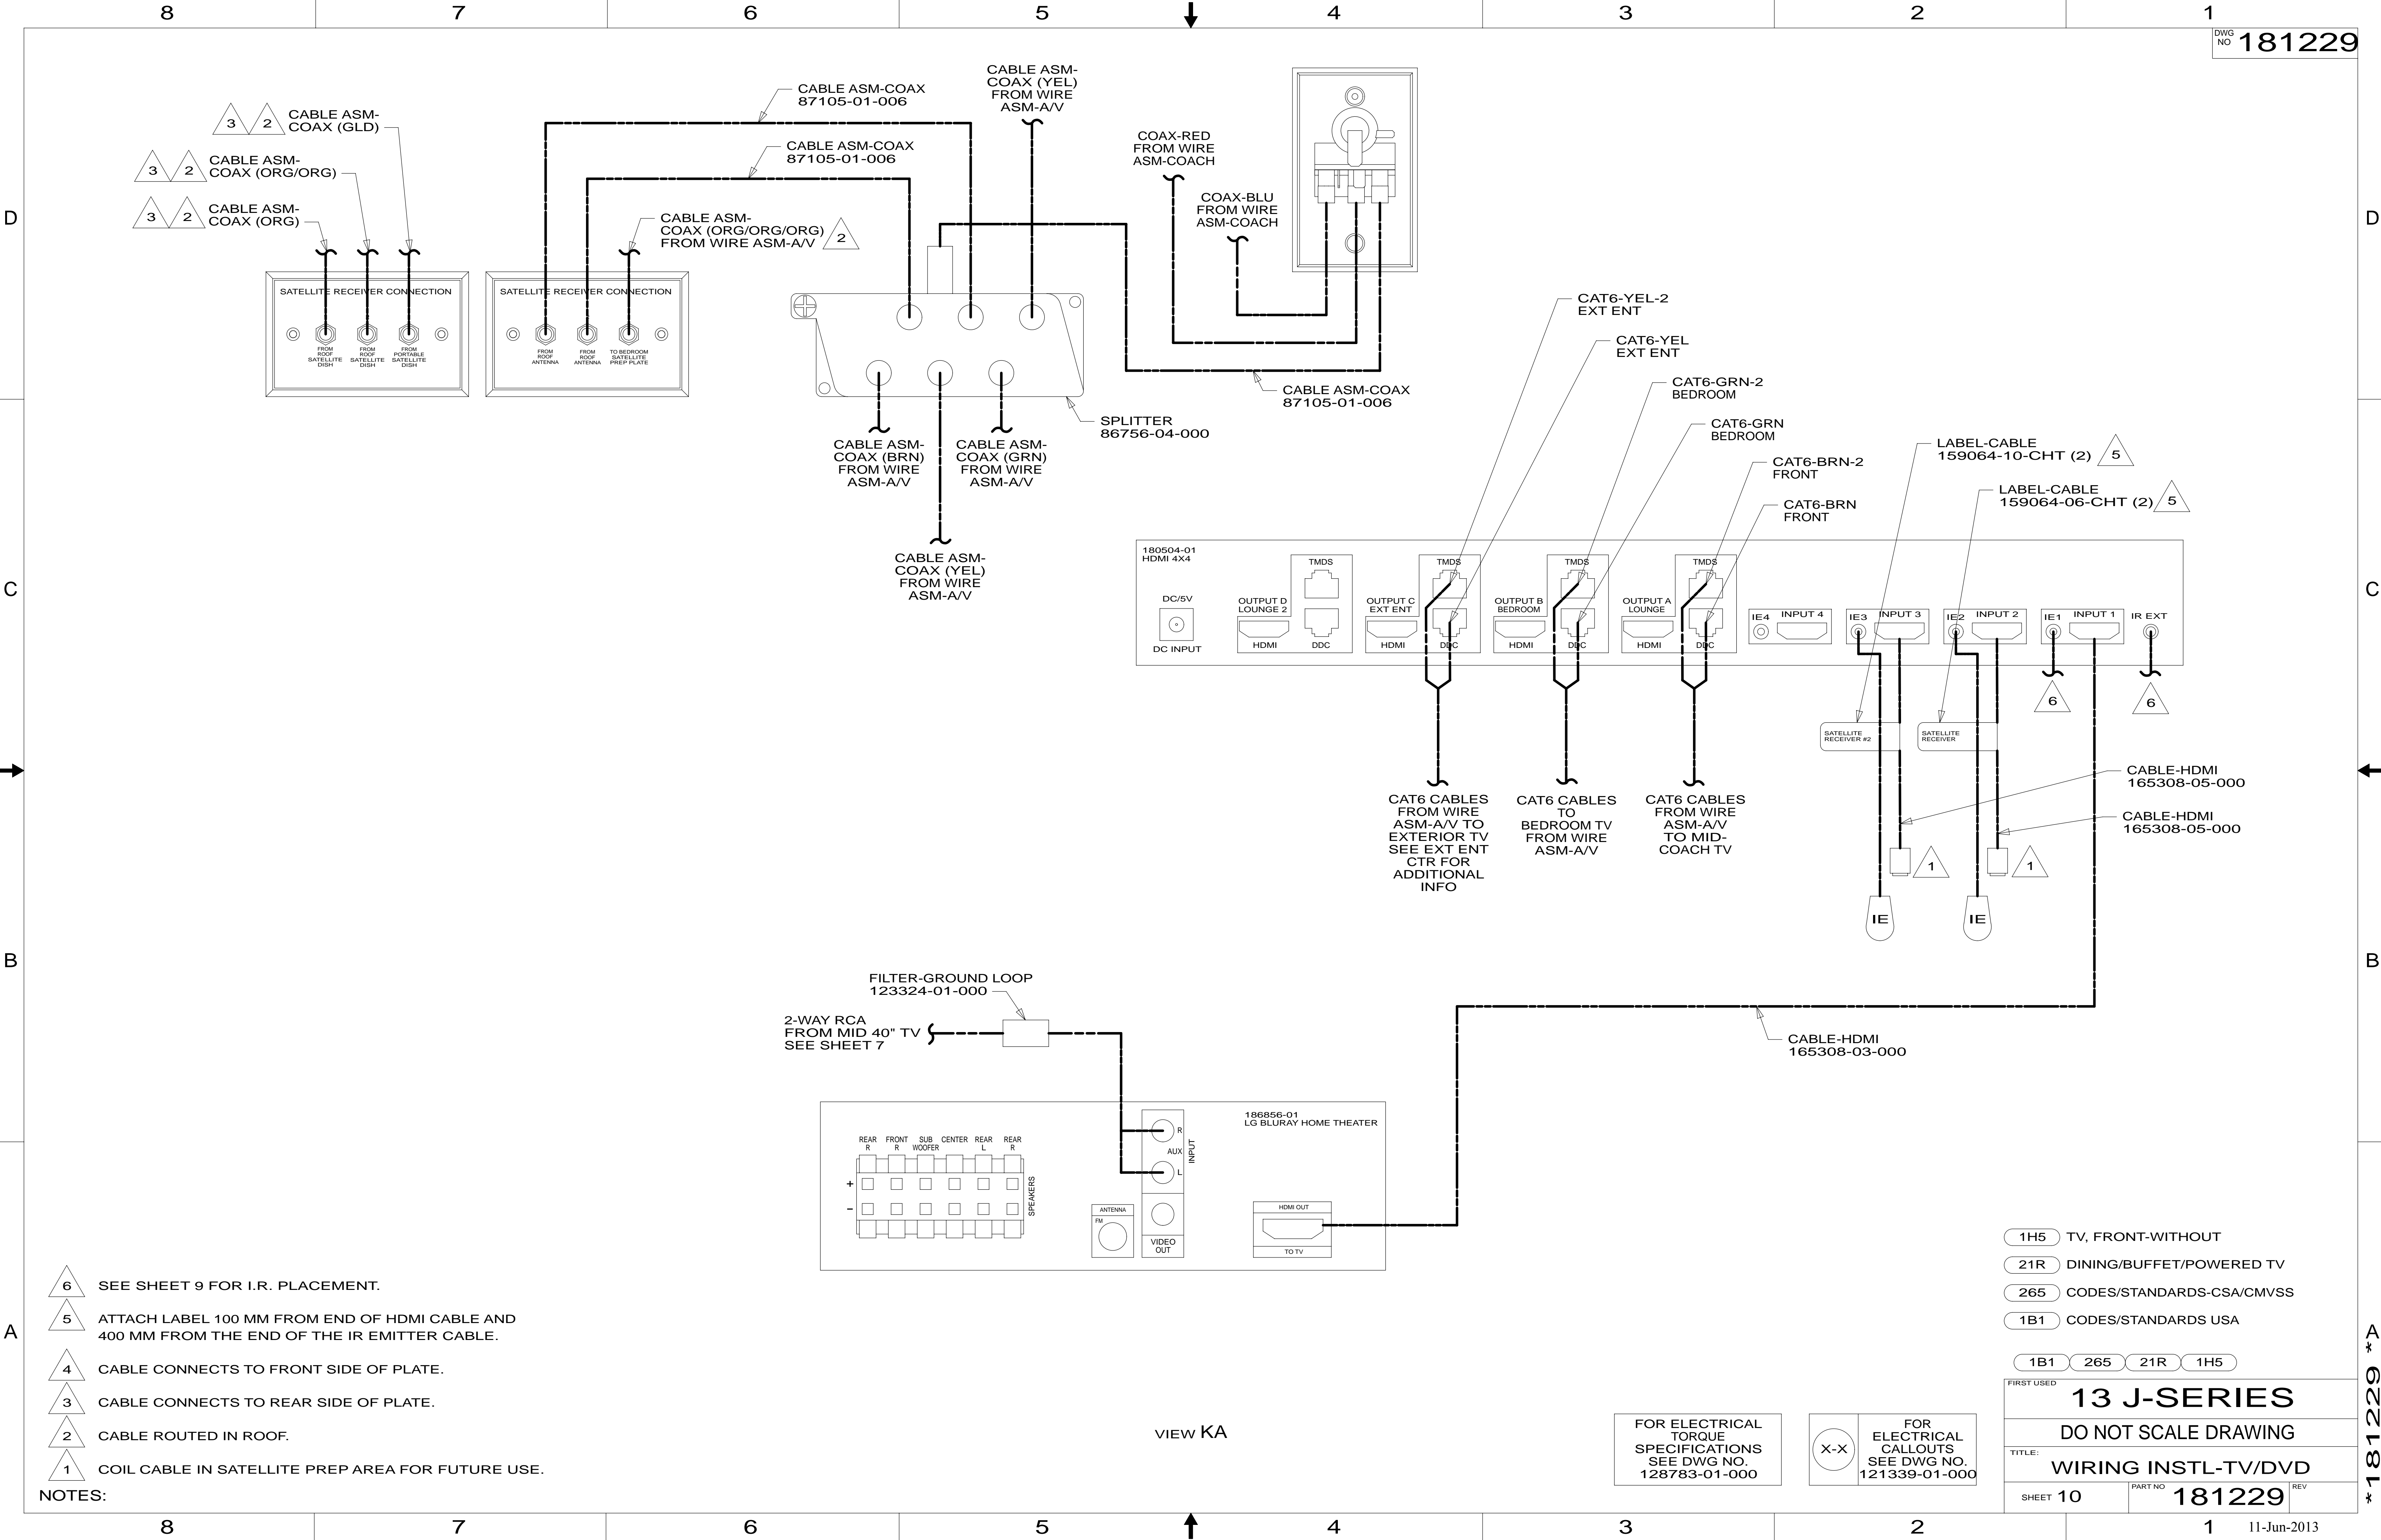 8 7 6 5 4 3 2 1
DWG
NO 181229
D
D
3 2 CABLE ASM-
COAX (GLD)
3 2 CABLE ASM-
COAX (ORG/ORG)
3 2 CABLE ASM-
COAX (ORG)
CABLE ASM-COAX
87105-01-006
CABLE ASM-COAX
87105-01-006
CABLE ASM-
COAX (ORG/ORG/ORG)
FROM WIRE ASM-A/V 2
CABLE ASM-
COAX (YEL)
FROM WIRE
ASM-A/V
COAX-RED
FROM WIRE
ASM-COACH
COAX-BLU
FROM WIRE
ASM-COACH
SATELLITE RECEIVER CONNECTION
FROM
ROOF
SATELLITE
DISH
FROM
ROOF
SATELLITE
DISH
FROM
PORTABLE
SATELLITE
DISH
SATELLITE RECEIVER CONNECTION
FROM
ROOF
ANTENNA
FROM
ROOF
ANTENNA
TO BEDROOM
SATELLITE
PREP PLATE
CABLE ASM-COAX
87105-01-006
SPLITTER
86756-04-000
CABLE ASM-
COAX (BRN)
FROM WIRE
ASM-A/V
CABLE ASM-
COAX (GRN)
FROM WIRE
ASM-A/V
CABLE ASM-
COAX (YEL)
FROM WIRE
ASM-A/V
CAT6-YEL-2
EXT ENT
CAT6-YEL
EXT ENT
CAT6-GRN-2
BEDROOM
CAT6-GRN
BEDROOM
CAT6-BRN-2
FRONT
CAT6-BRN
FRONT
LABEL-CABLE
159064-10-CHT (2) 5
LABEL-CABLE
159064-06-CHT (2) 5
C
C
180504-01
HDMI 4X4
DC/5V
DC INPUT
TMDS
OUTPUT D
LOUNGE 2
HDMI
DDC
TMDS
OUTPUT C
EXT ENT
HDMI
DDC
TMDS
OUTPUT B
BEDROOM
HDMI
DDC
TMDS
OUTPUT A
LOUNGE
HDMI
DDC
IE4 INPUT 4
IE3 INPUT 3
IE2 INPUT 2
IE1 INPUT 1
IR EXT
6
6
SATELLITE
RECEIVER #2
SATELLITE
RECEIVER
CABLE-HDMI
165308-05-000
CABLE-HDMI
165308-05-000
1
1
IE
IE
CAT6 CABLES
FROM WIRE
ASM-A/V TO
EXTERIOR TV
SEE EXT ENT
CTR FOR
ADDITIONAL
INFO
CAT6 CABLES
TO
BEDROOM TV
FROM WIRE
ASM-A/V
CAT6 CABLES
FROM WIRE
ASM-A/V
TO MID-
COACH TV
B
B
FILTER-GROUND LOOP
123324-01-000
2-WAY RCA
FROM MID 40" TV
SEE SHEET 7
CABLE-HDMI
165308-03-000
186856-01
LG BLURAY HOME THEATER
REAR
R
FRONT
R
SUB
WOOFER
CENTER
REAR
L
REAR
R
+
-
SPEAKERS
R
AUX
L
INPUT
ANTENNA
FM
VIDEO
OUT
HDMI OUT
TO TV
A
A
6 SEE SHEET 9 FOR I.R. PLACEMENT.
5 ATTACH LABEL 100 MM FROM END OF HDMI CABLE AND
400 MM FROM THE END OF THE IR EMITTER CABLE.
4 CABLE CONNECTS TO FRONT SIDE OF PLATE.
3 CABLE CONNECTS TO REAR SIDE OF PLATE.
2 CABLE ROUTED IN ROOF.
1 COIL CABLE IN SATELLITE PREP AREA FOR FUTURE USE.
NOTES:
VIEW KA
FOR ELECTRICAL
TORQUE
SPECIFICATIONS
SEE DWG NO.
128783-01-000
X-X
FOR
ELECTRICAL
CALLOUTS
SEE DWG NO.
121339-01-000
1H5 TV, FRONT-WITHOUT
21R DINING/BUFFET/POWERED TV
265 CODES/STANDARDS-CSA/CMVSS
1B1 CODES/STANDARDS USA
1B1 265 21R 1H5
FIRST USED
13 J-SERIES
DO NOT SCALE DRAWING
TITLE:
WIRING INSTL-TV/DVD
SHEET 10
PART NO 181229
REV
*181229*
8 7 6 5 4 3 2 1
11-Jun-2013